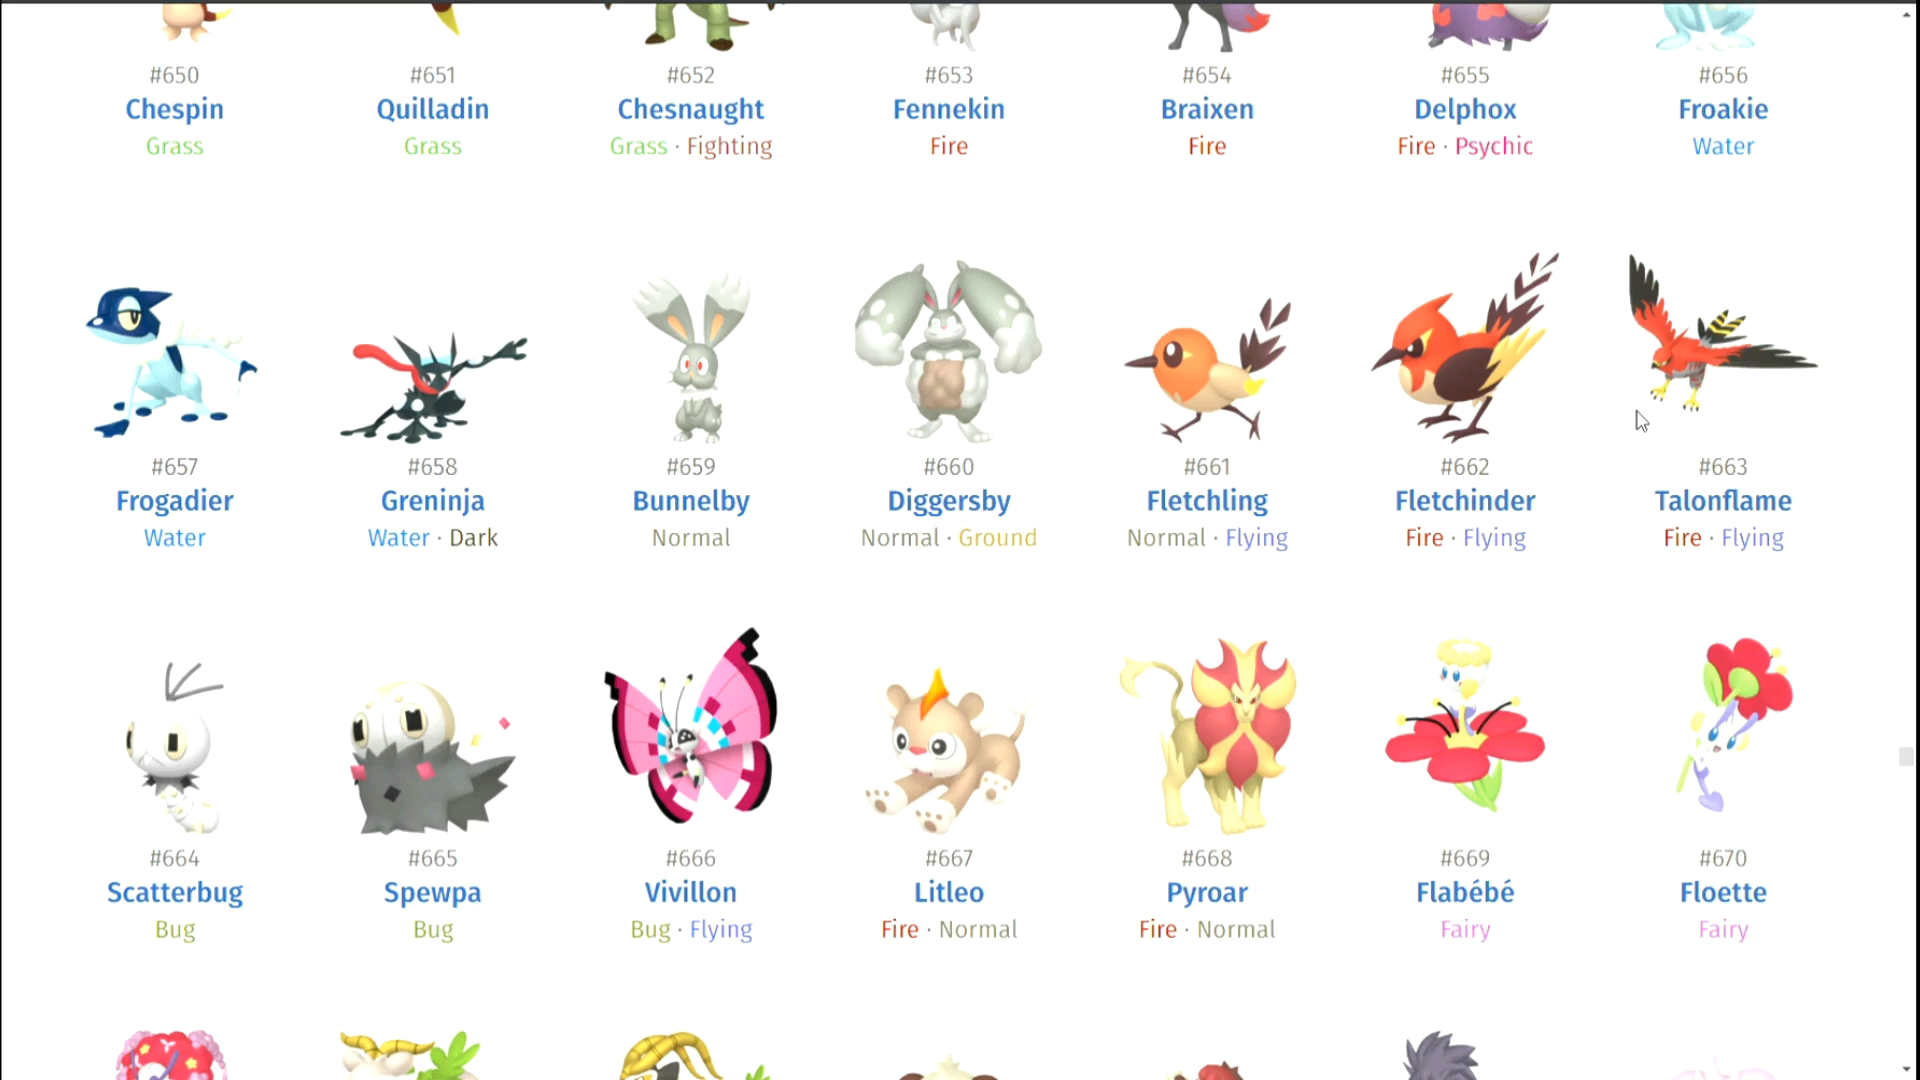 #650 #651 #652 #653 #654 #655 #656
Chespin Quilladin Chesnaught Fennekin Braixen Delphox Froakie
Grass Grass Grass · Fighting Fire Fire Fire · Psychic Water
#657 #658 #659 #660 #661 #662 #663
Frogadier Greninja Bunnelby Diggersby Fletchling Fletchinder Talonflame
Water Water · Dark Normal Normal · Ground Normal · Flying Fire · Flying Fire · Flying
#664 #665 #666 #667 #668 #669 #670
Scatterbug Spewpa Vivillon Litleo Pyroar Flabébé Floette
Bug Bug Bug · Flying Fire · Normal Fire · Normal Fairy Fairy